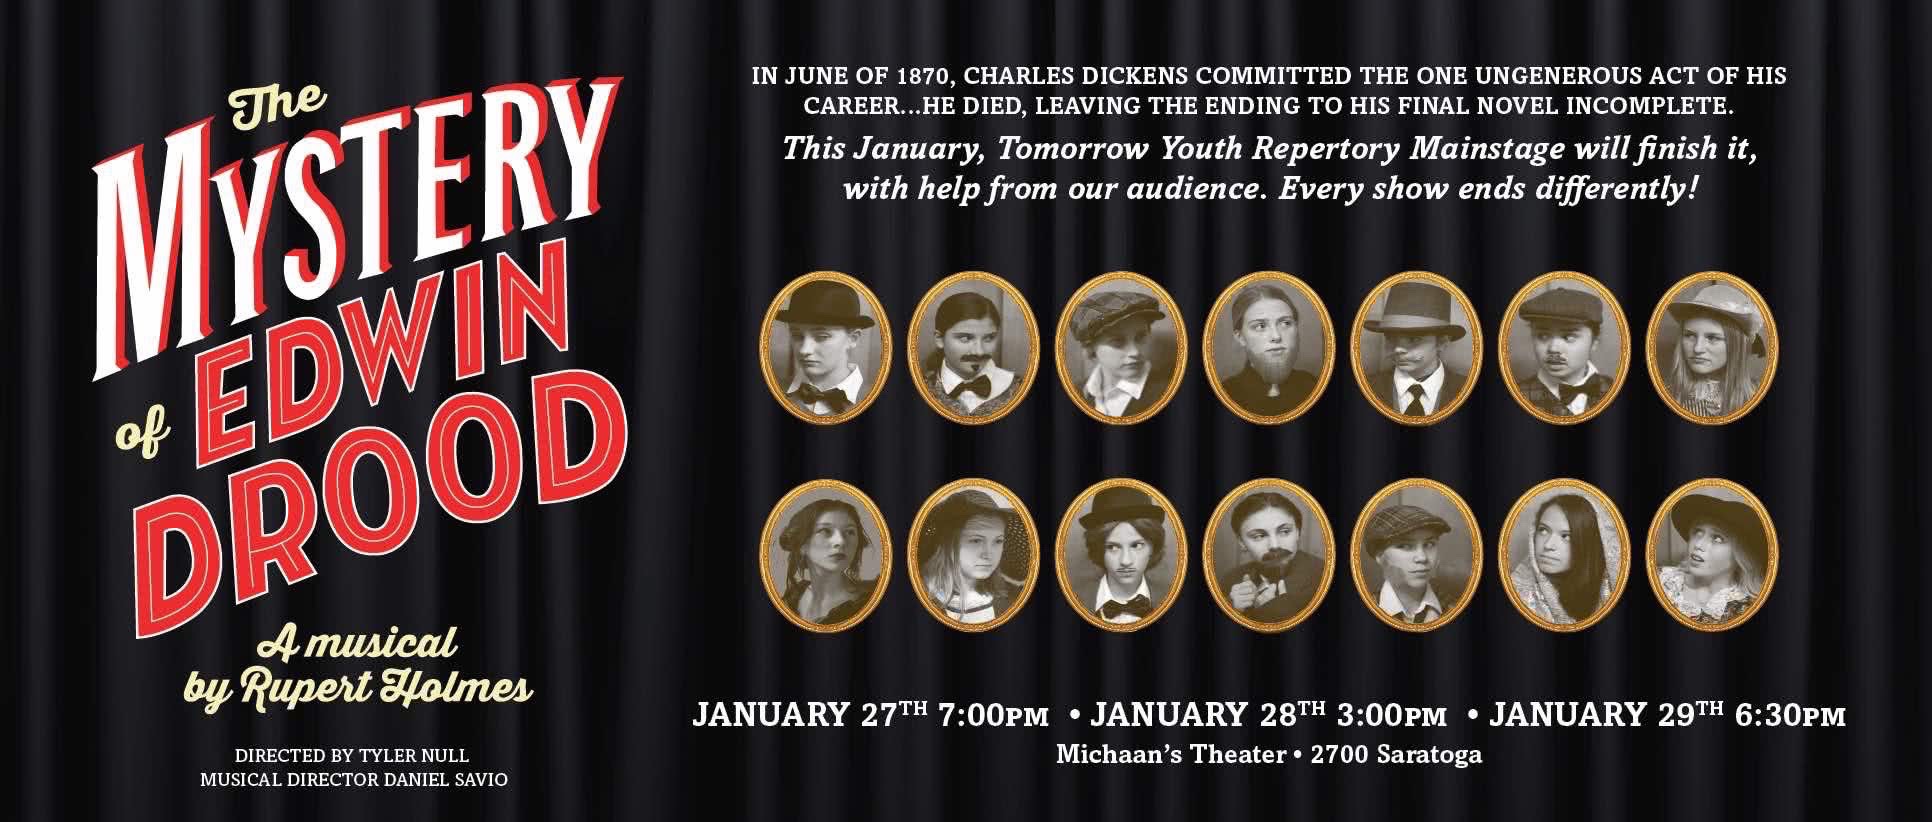 The
MYSTERY
of EDWIN
DROOD
A musical
by Rupert Holmes
DIRECTED BY TYLER NULL
MUSICAL DIRECTOR DANIEL SAVIO
IN JUNE OF 1870, CHARLES DICKENS COMMITTED THE ONE UNGENEROUS ACT OF HIS
CAREER...HE DIED, LEAVING THE ENDING TO HIS FINAL NOVEL INCOMPLETE.
This January, Tomorrow Youth Repertory Mainstage will finish it,
with help from our audience. Every show ends differently!
JANUARY 27TH 7:00PM • JANUARY 28TH 3:00PM • JANUARY 29TH 6:30PM
Michaan's Theater • 2700 Saratoga